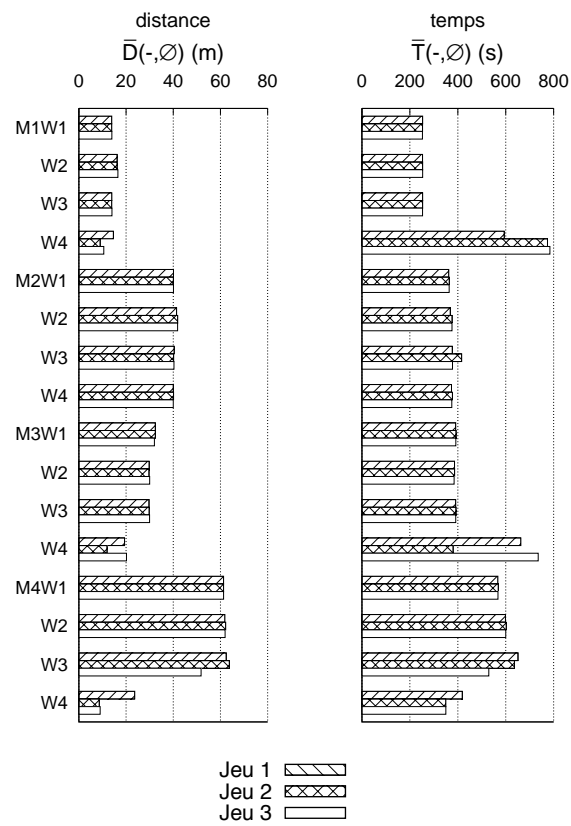 distance temps
D̅(-,∅) (m) T̅(-,∅) (s)
0 20 40 60 80 0 200 400 600 800
M1W1
W2
W3
W4
M2W1
W2
W3
W4
M3W1
W2
W3
W4
M4W1
W2
W3
W4
Jeu 1
Jeu 2
Jeu 3